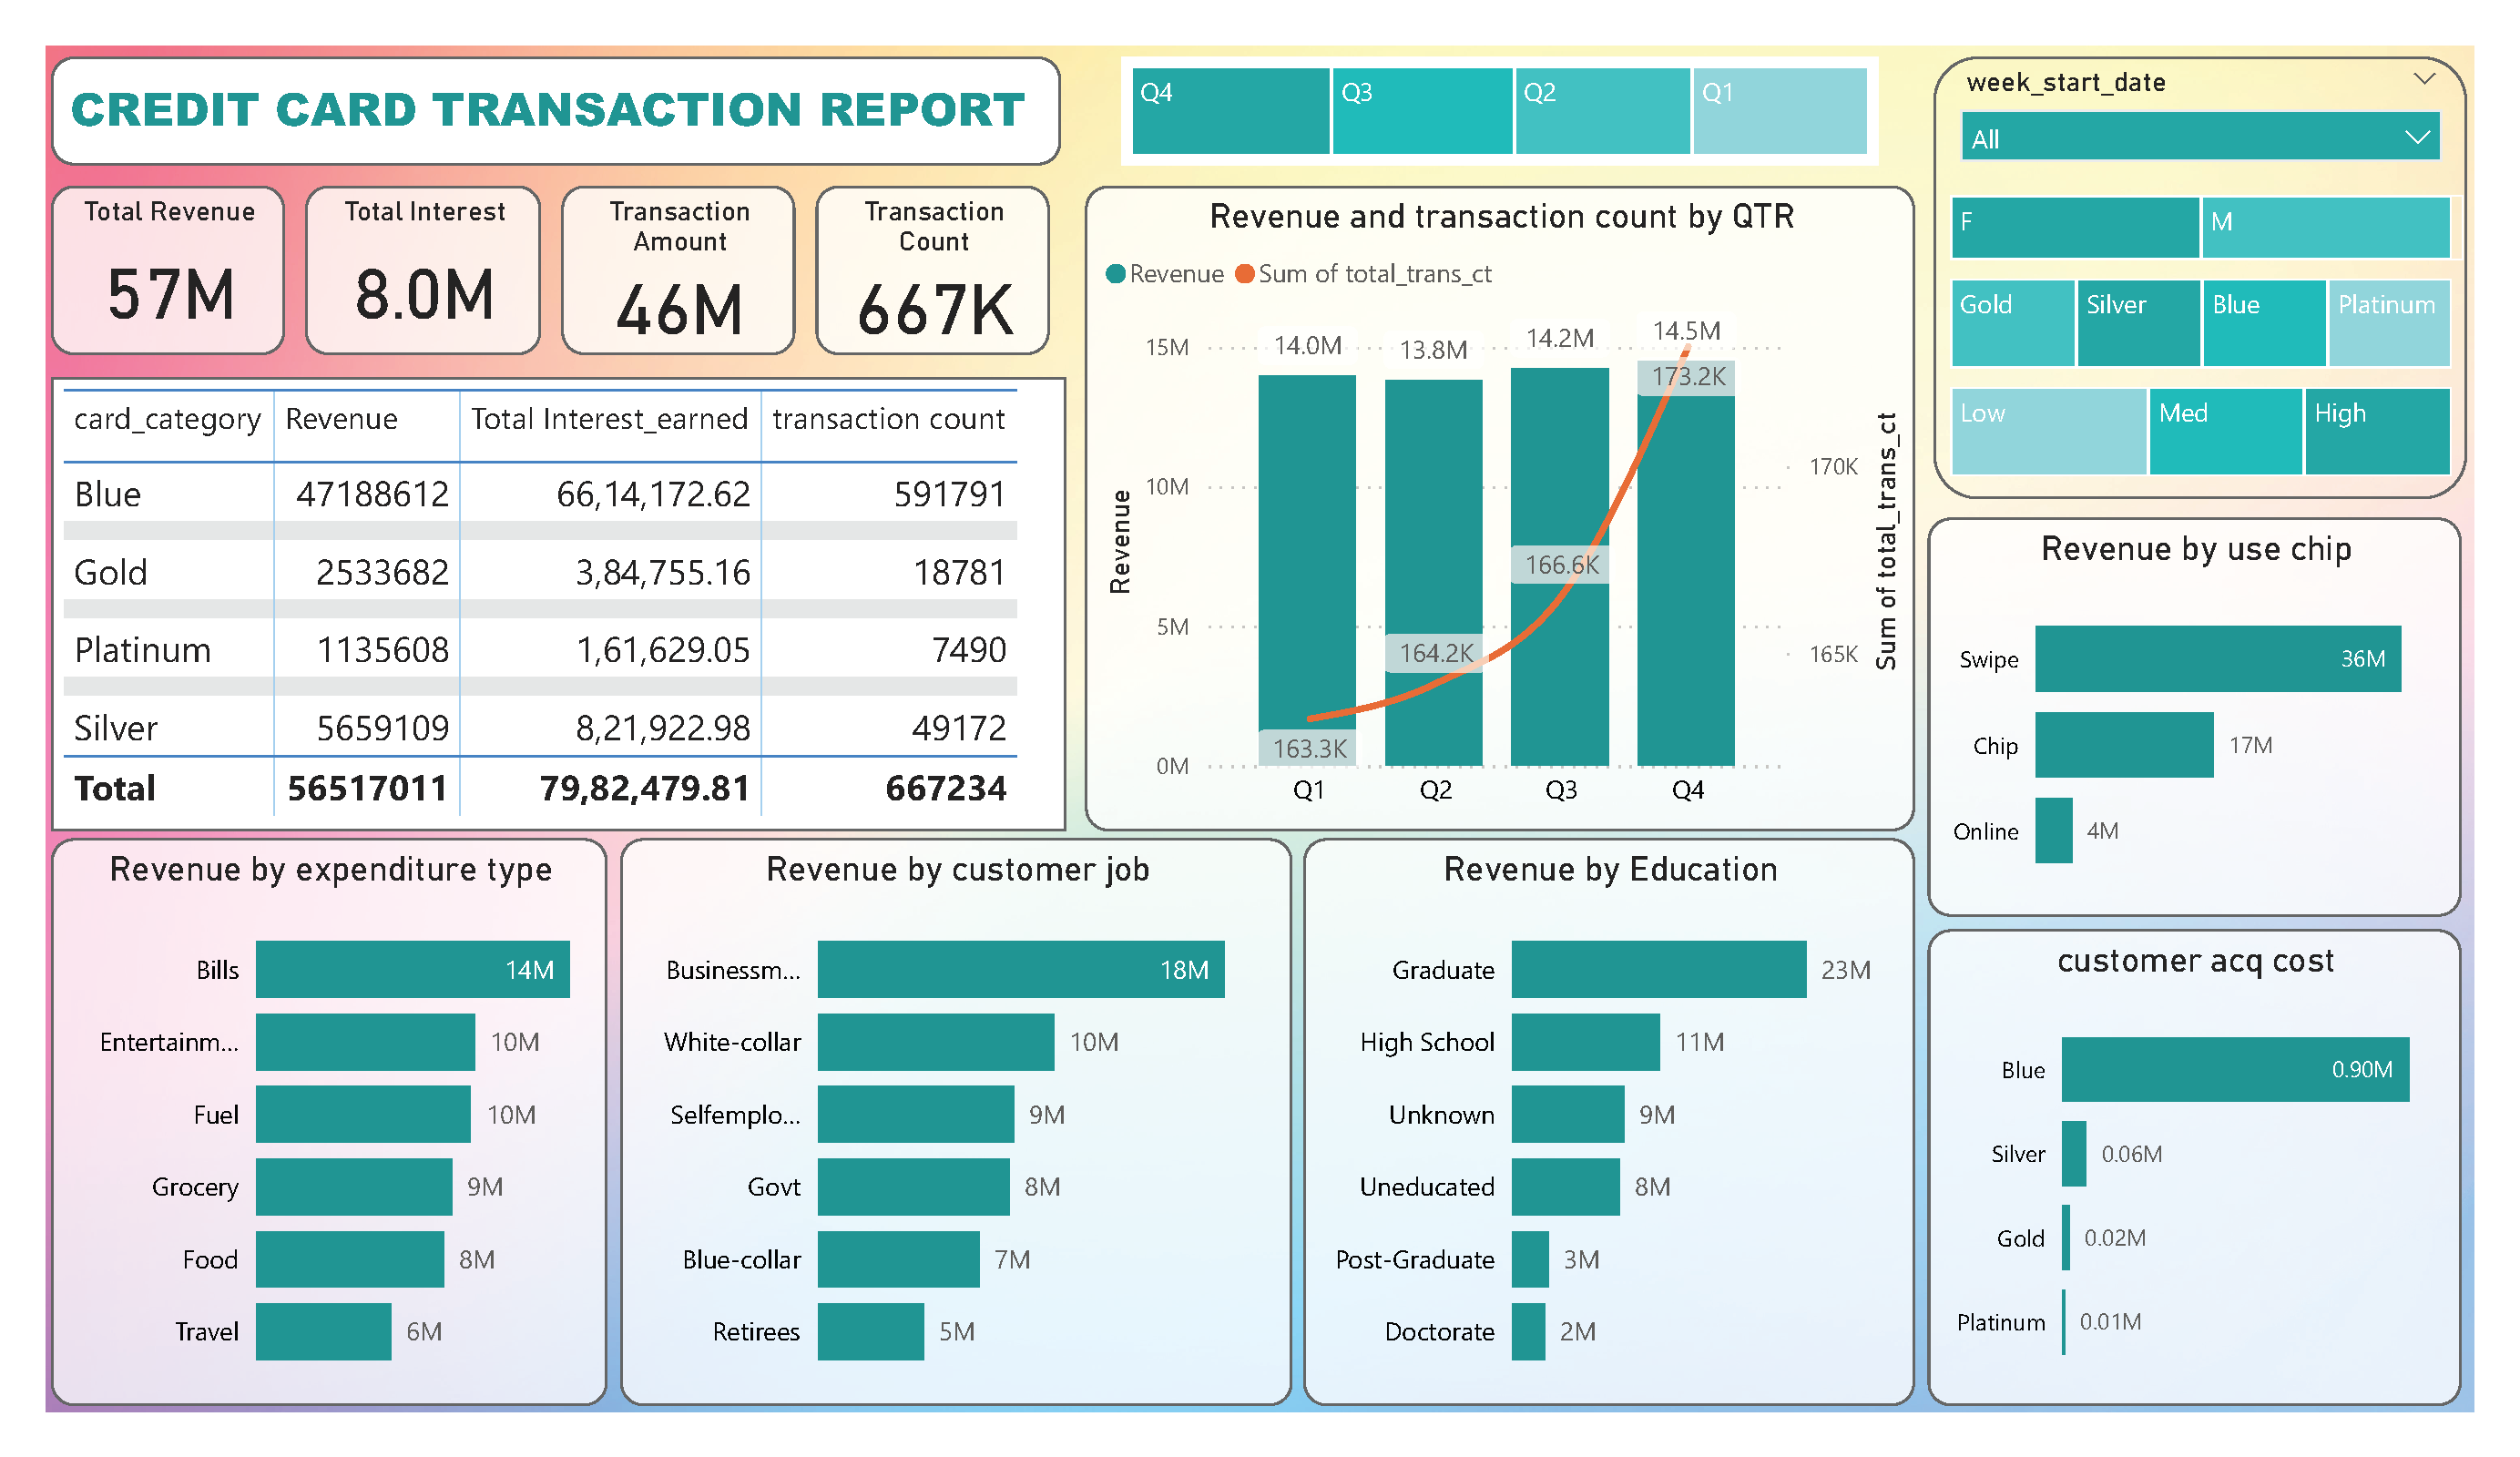 CREDIT CARD TRANSACTION REPORT
Q4 Q3 Q2 Q1
week_start_date
All
F M
Gold Silver Blue Platinum
Low Med High
Total Revenue
57M
Total Interest
8.0M
Transaction
Amount
46M
Transaction
Count
667K
card_category Revenue Total Interest_earned transaction count
Blue 47188612 66,14,172.62 591791
Gold 2533682 3,84,755.16 18781
Platinum 1135608 1,61,629.05 7490
Silver 5659109 8,21,922.98 49172
Total 56517011 79,82,479.81 667234
Revenue and transaction count by QTR
Revenue Sum of total_trans_ct
15M
10M
5M
0M
Revenue
14.0M 13.8M 14.2M 14.5M
163.3K 164.2K 166.6K 173.2K
Q1 Q2 Q3 Q4
170K
165K
Sum of total_trans_ct
Revenue by use chip
Swipe 36M
Chip 17M
Online 4M
Revenue by expenditure type
Bills 14M
Entertainm... 10M
Fuel 10M
Grocery 9M
Food 8M
Travel 6M
Revenue by customer job
Businessm... 18M
White-collar 10M
Selfemplo... 9M
Govt 8M
Blue-collar 7M
Retirees 5M
Revenue by Education
Graduate 23M
High School 11M
Unknown 9M
Uneducated 8M
Post-Graduate 3M
Doctorate 2M
customer acq cost
Blue 0.90M
Silver 0.06M
Gold 0.02M
Platinum 0.01M